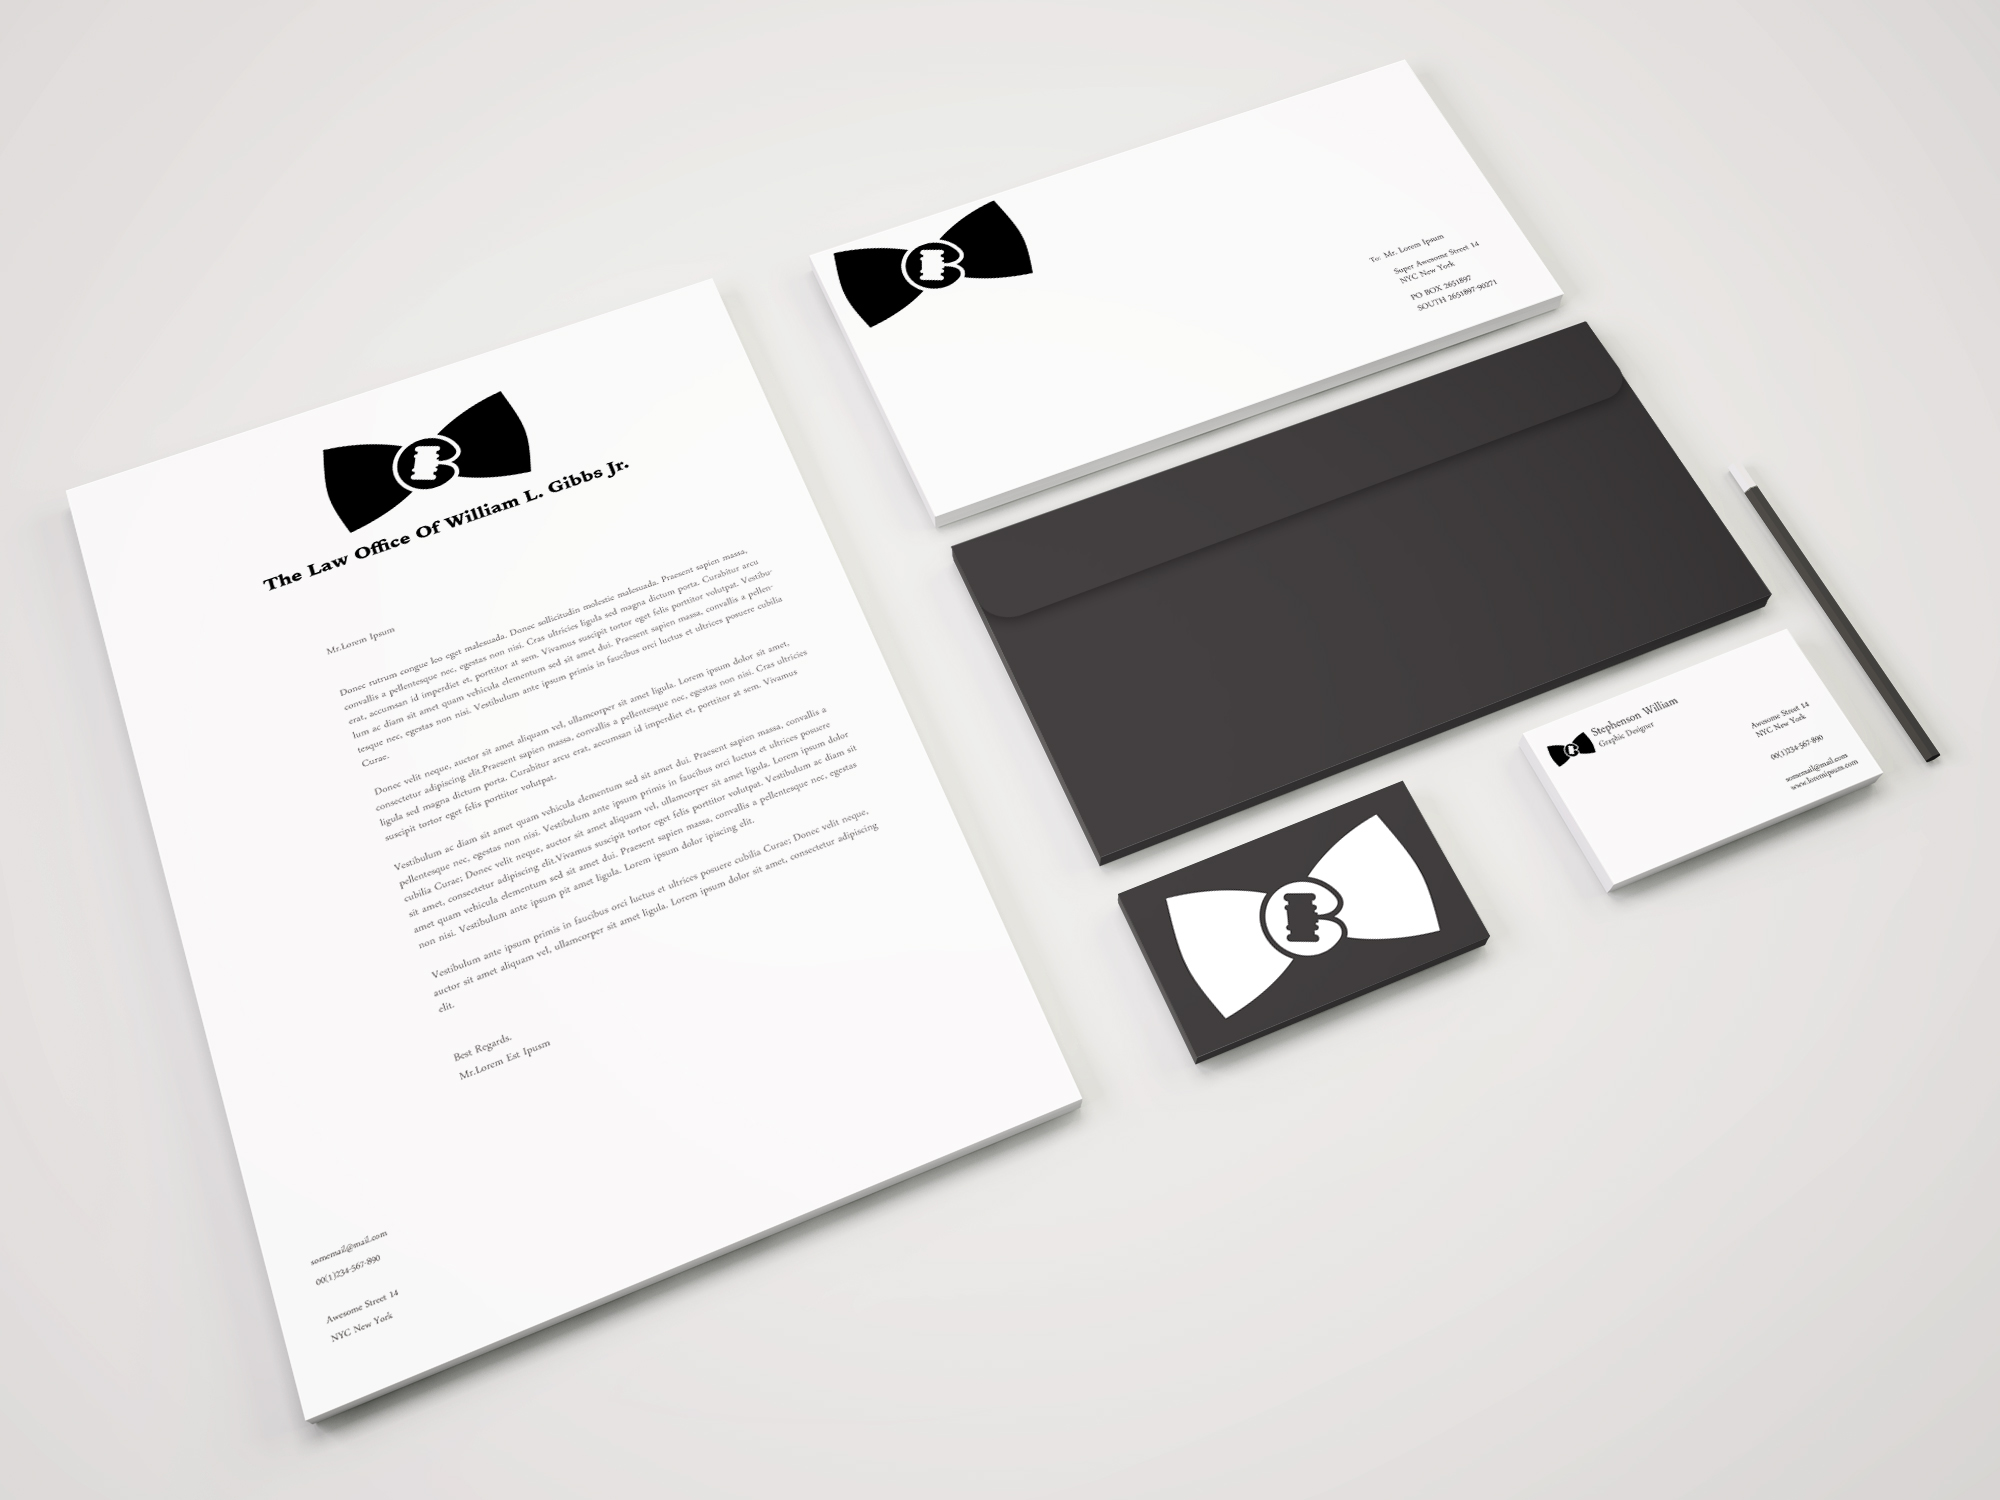 The Law Office Of William L. Gibbs Jr.
Mr.Lorem Ipsum
Donec rutrum congue leo eget malesuada. Donec sollicitudin molestie malesuada. Praesent sapien massa,
convallis a pellentesque nec, egestas non nisi. Cras ultricies ligula sed magna dictum porta. Curabitur arcu
erat, accumsan id imperdiet et, porttitor at sem. Vivamus suscipit tortor eget felis porttitor volutpat. Vestibu-
lum ac diam sit amet quam vehicula elementum sed sit amet dui. Praesent sapien massa, convallis a pellen-
tesque nec, egestas non nisi. Vestibulum ante ipsum primis in faucibus orci luctus et ultrices posuere cubilia
Curae.
Donec velit neque, auctor sit amet aliquam vel, ullamcorper sit amet ligula. Lorem ipsum dolor sit amet,
consectetur adipiscing elit.Praesent sapien massa, convallis a pellentesque nec, egestas non nisi. Cras ultricies
ligula sed magna dictum porta. Curabitur arcu erat, accumsan id imperdiet et, porttitor at sem. Vivamus
suscipit tortor eget felis porttitor volutpat.
Vestibulum ac diam sit amet quam vehicula elementum sed sit amet dui. Praesent sapien massa, convallis a
pellentesque nec, egestas non nisi. Vestibulum ante ipsum primis in faucibus orci luctus et ultrices posuere
cubilia Curae; Donec velit neque, auctor sit amet aliquam vel, ullamcorper sit amet ligula. Lorem ipsum dolor
sit amet, consectetur adipiscing elit.Vivamus suscipit tortor eget felis porttitor volutpat. Vestibulum ac diam sit
amet quam vehicula elementum sed sit amet dui. Praesent sapien massa, convallis a pellentesque nec, egestas
non nisi. Vestibulum ante ipsum pit amet ligula. Lorem ipsum dolor ipiscing elit.
Vestibulum ante ipsum primis in faucibus orci luctus et ultrices posuere cubilia Curae; Donec velit neque,
auctor sit amet aliquam vel, ullamcorper sit amet ligula. Lorem ipsum dolor sit amet, consectetur adipiscing
elit.
Best Regards.
Mr.Lorem Est Ipusm
somemail@mail.com
00(1)234-567-890
Awesome Street 14
NYC New York
To: Mr. Lorem Ipsum
Super Awesome Street 14
NYC New York
PO BOX 2651897
SOUTH 2651897-90271
Stephenson William
Graphic Designer
Awesome Street 14
NYC New York
00(1)234-567-890
somemail@mail.com
www.loremipsum.com